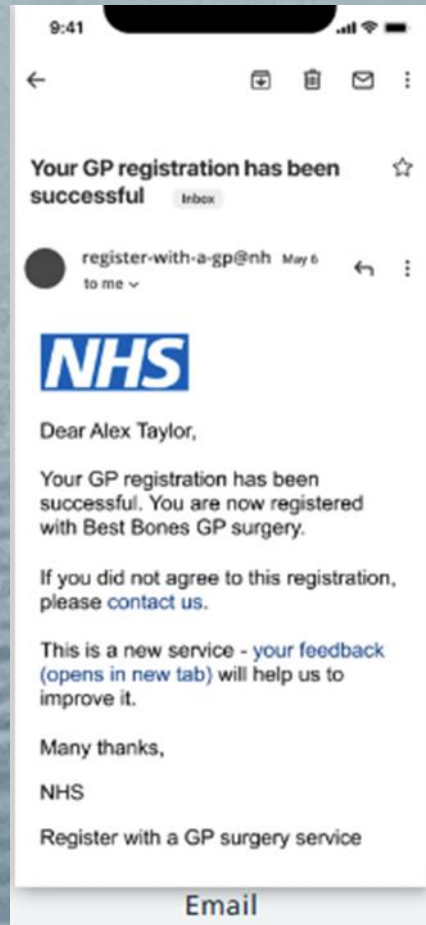 9:41
Your GP registration has been
successful Inbox
register-with-a-gp@nh May 6
to me
NHS
Dear Alex Taylor,
Your GP registration has been
successful. You are now registered
with Best Bones GP surgery.
If you did not agree to this registration,
please contact us.
This is a new service - your feedback
(opens in new tab) will help us to
improve it.
Many thanks,
NHS
Register with a GP surgery service
Email